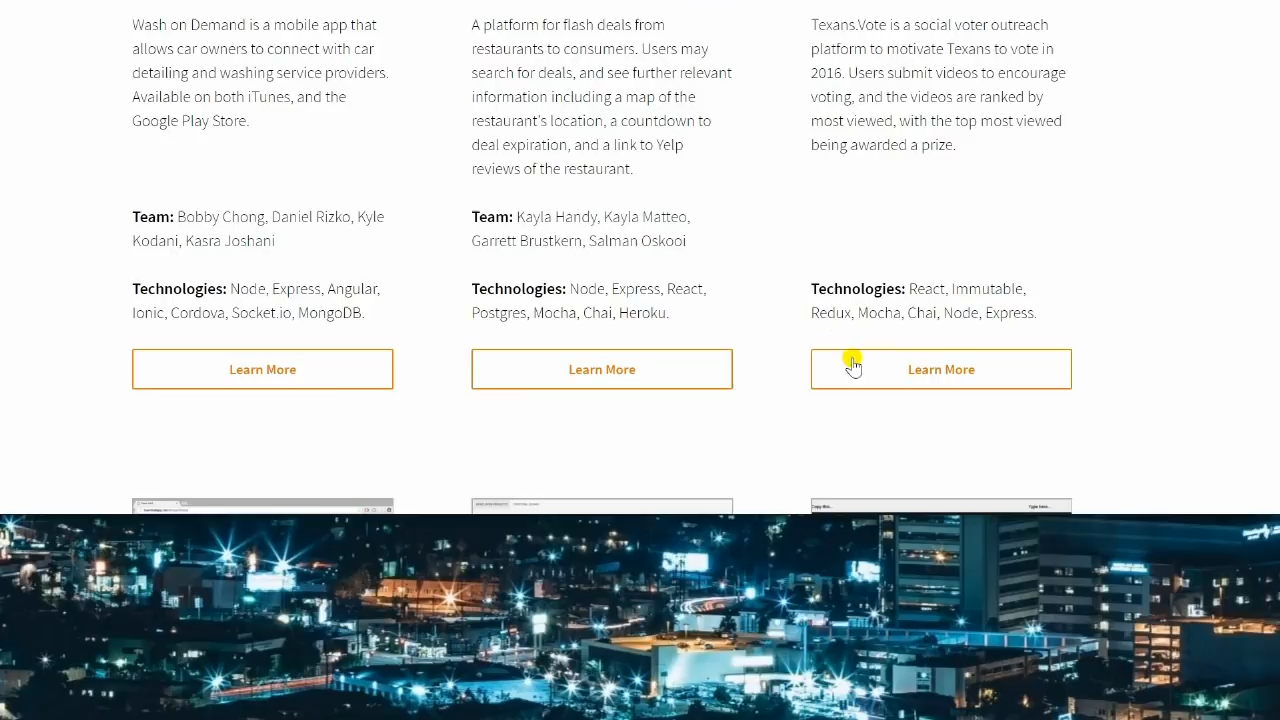 Wash on Demand is a mobile app that
allows car owners to connect with car
detailing and washing service providers.
Available on both iTunes, and the
Google Play Store.
Team: Bobby Chong, Daniel Rizko, Kyle
Kodani, Kasra Joshani
Technologies: Node, Express, Angular,
Ionic, Cordova, Socket.io, MongoDB.
Learn More
A platform for flash deals from
restaurants to consumers. Users may
search for deals, and see further relevant
information including a map of the
restaurant's location, a countdown to
deal expiration, and a link to Yelp
reviews of the restaurant.
Team: Kayla Handy, Kayla Matteo,
Garrett Brustkern, Salman Oskooi
Technologies: Node, Express, React,
Postgres, Mocha, Chai, Heroku.
Learn More
Texans.Vote is a social voter outreach
platform to motivate Texans to vote in
2016. Users submit videos to encourage
voting, and the videos are ranked by
most viewed, with the top most viewed
being awarded a prize.
Technologies: React, Immutable,
Redux, Mocha, Chai, Node, Express.
Learn More
Copy this...
Type here...